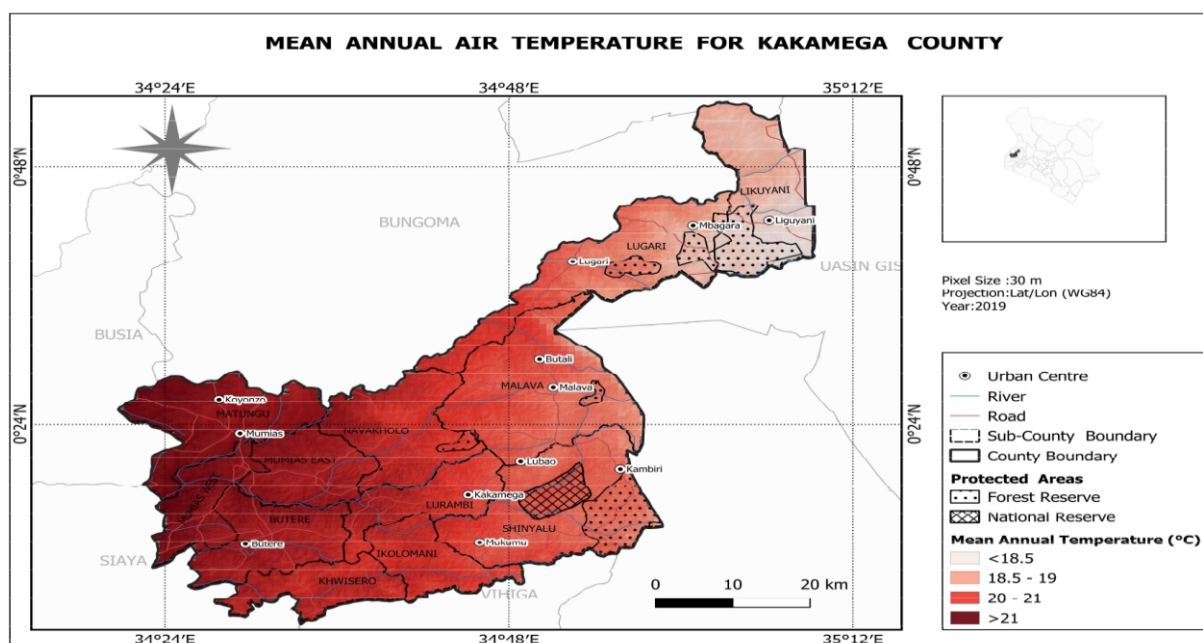 MEAN ANNUAL AIR TEMPERATURE FOR KAKAMEGA COUNTY
34°24′E 34°48′E 35°12′E
0°48′N 0°48′N
LIKUYANI
BUNGOMA
Liguyani
Mbagara
LUGARI
Lugari
UASIN GIS
BUSIA
Butali
MALAVA
Malava
Koyonzo
MATUNGU
0°24′N 0°24′N
NAVAKHOLO
Mumias
MUMIAS EAST
Lubao
Kambiri
Kakamega
LURAMBI
BUTERE
SHINYALU
Butere
Mukumu
IKOLOMANI
SIAYA
KHWISERO
VIHIGA
0 10 20 km
34°24′E 34°48′E 35°12′E
Pixel Size :30 m
Projection:Lat/Lon (WG84)
Year:2019
Urban Centre
River
Road
Sub-County Boundary
County Boundary
Protected Areas
Forest Reserve
National Reserve
Mean Annual Temperature (°C)
<18.5
18.5 - 19
20 - 21
>21